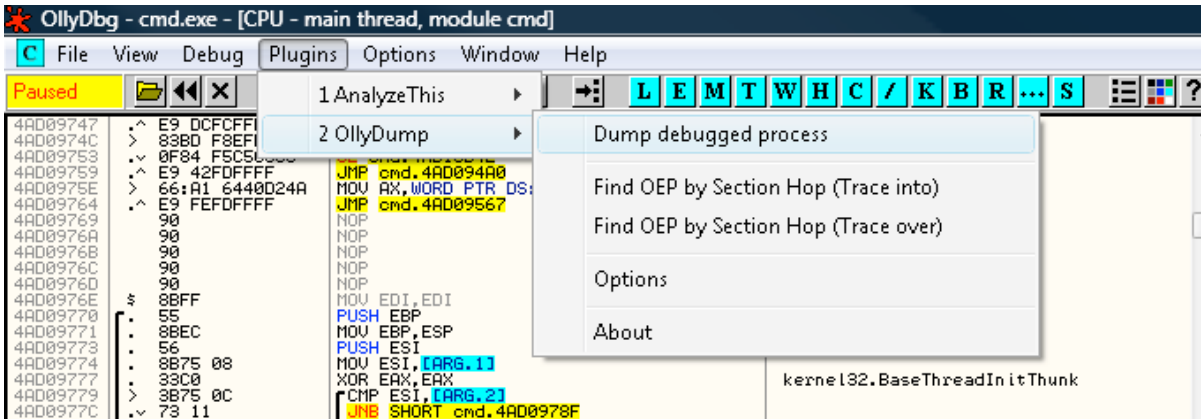 OllyDbg - cmd.exe - [CPU - main thread, module cmd]
C File View Debug Plugins Options Window Help
Paused L E M T W H C / K B R ... S ?
1 AnalyzeThis
2 OllyDump
Dump debugged process
Find OEP by Section Hop (Trace into)
Find OEP by Section Hop (Trace over)
Options
About
4AD09747 .^ E9 DCFCFF
4AD0974C > 83BD F8EF
4AD09753 .v 0F84
4AD09759 .^ E9 42FDFFFF JMP cmd.4AD094A0
4AD0975E > 66:A1 6440D24A MOV AX,WORD PTR DS:
4AD09764 .^ E9 FEFDFFFF JMP cmd.4AD09567
4AD09769 90 NOP
4AD0976A 90 NOP
4AD0976B 90 NOP
4AD0976C 90 NOP
4AD0976D 90 NOP
4AD0976E $ 8BFF MOV EDI,EDI
4AD09770 . 55 PUSH EBP
4AD09771 . 8BEC MOV EBP,ESP
4AD09773 . 56 PUSH ESI
4AD09774 . 8B75 08 MOV ESI,[ARG.1]
4AD09777 . 33C0 XOR EAX,EAX kernel32.BaseThreadInitThunk
4AD09779 > 3B75 0C CMP ESI,[ARG.2]
4AD0977C .v 73 11 JNB SHORT cmd.4AD0978F